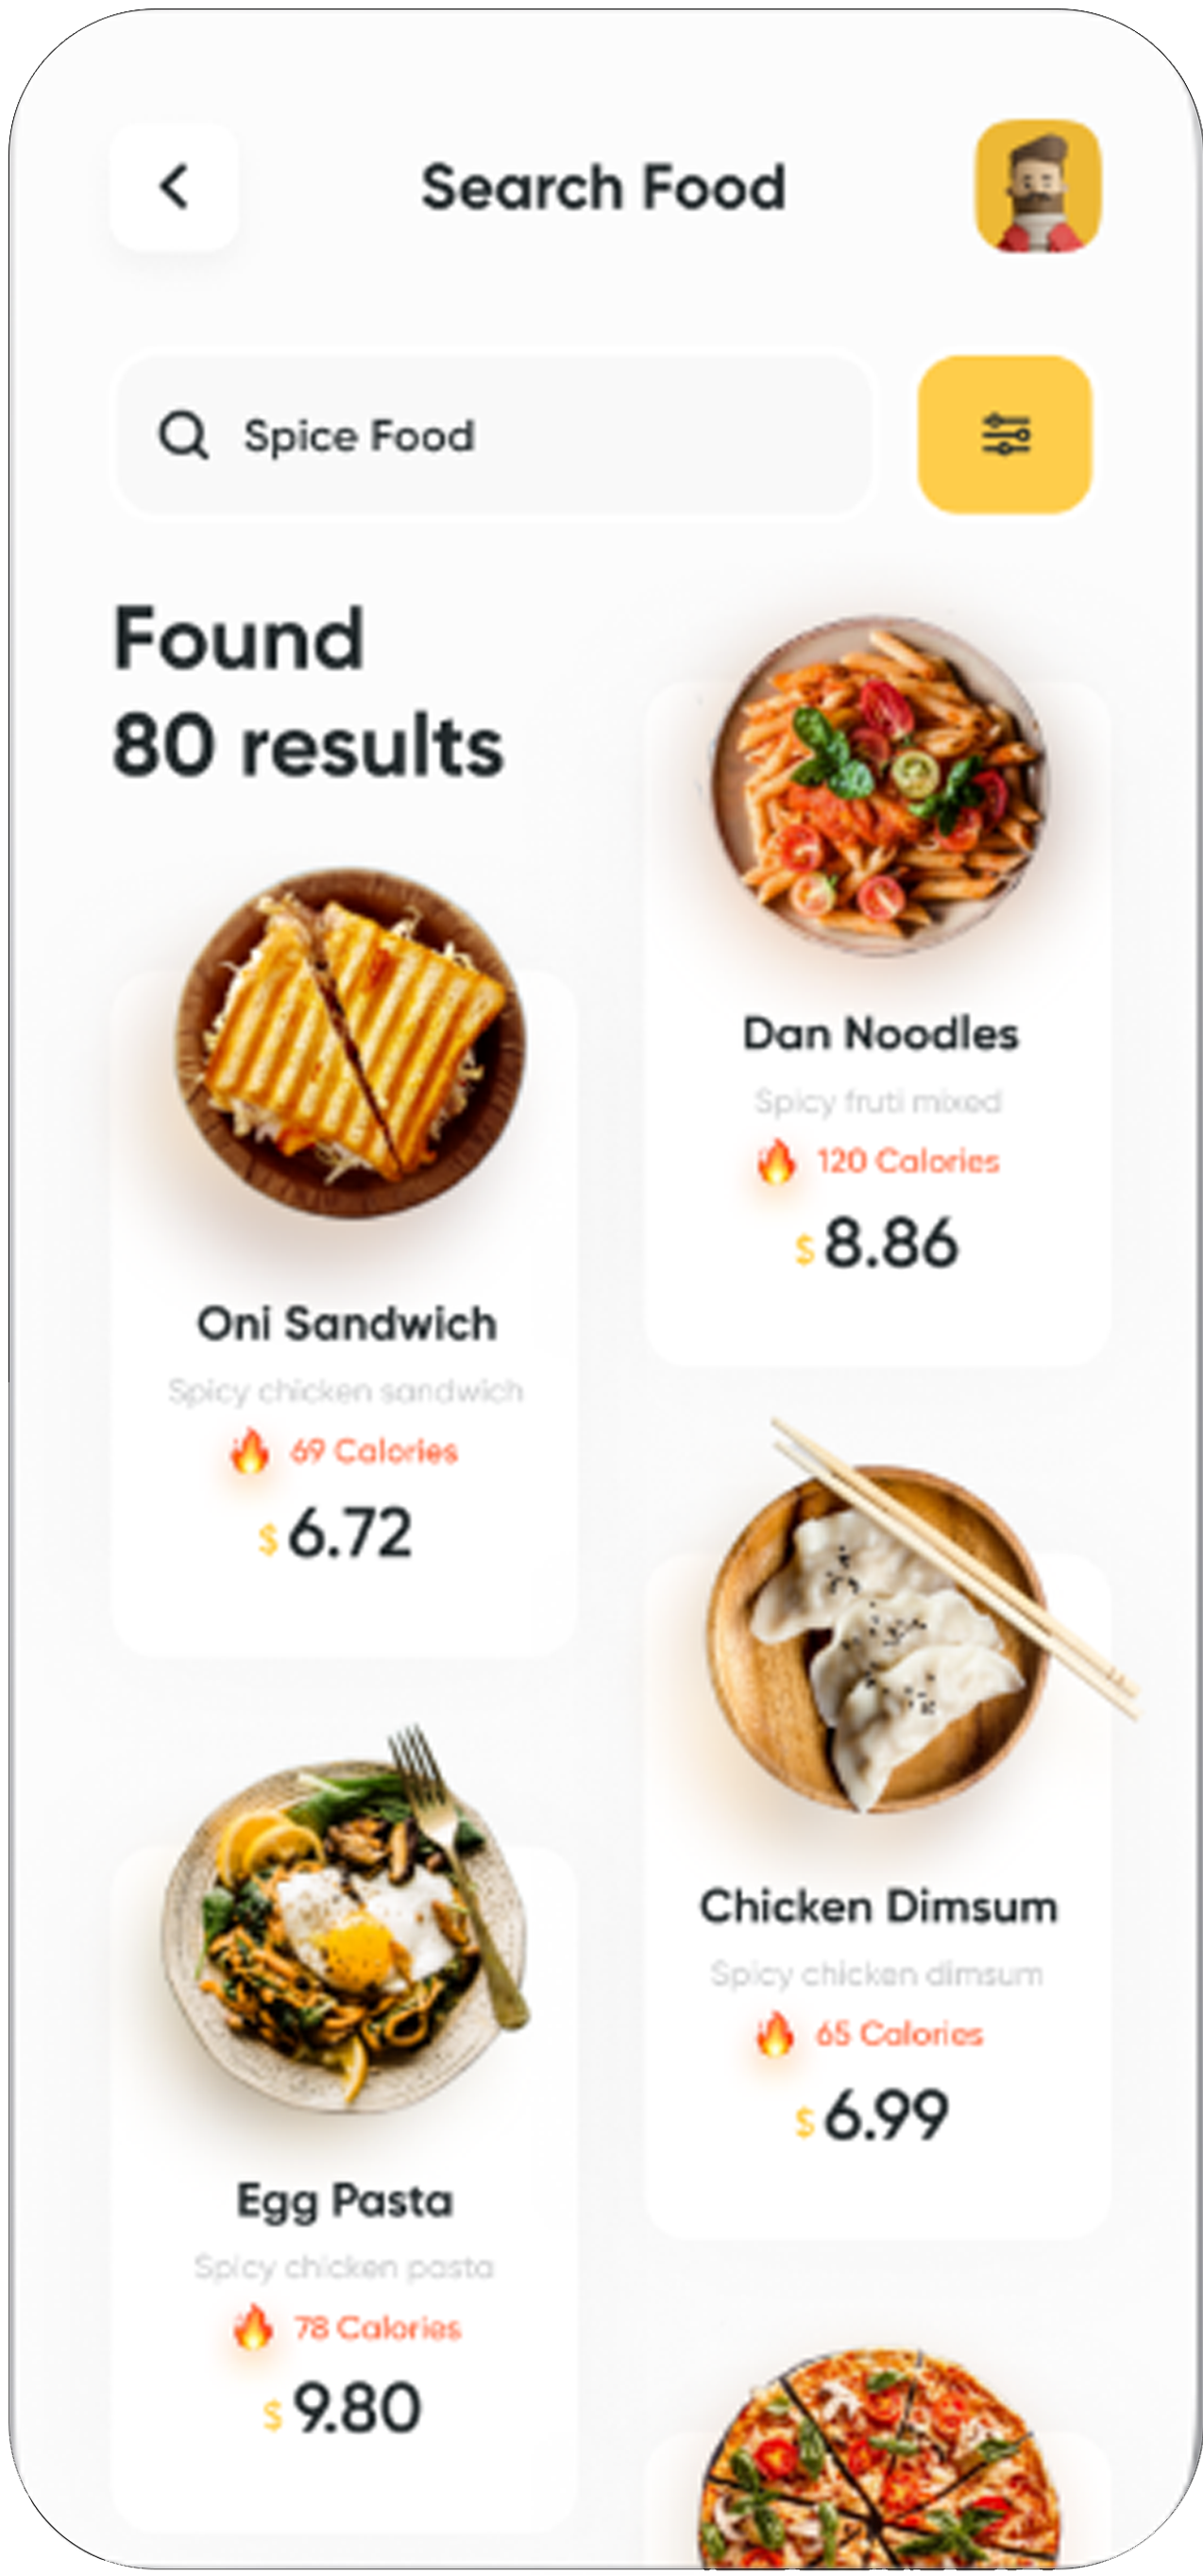 Search Food
Spice Food
Found
80 results
Oni Sandwich
Spicy chicken sandwich
69 Calories
$ 6.72
Egg Pasta
Spicy chicken pasta
78 Calories
$ 9.80
Dan Noodles
Spicy fruti mixed
120 Calories
$ 8.86
Chicken Dimsum
Spicy chicken dimsum
65 Calories
$ 6.99